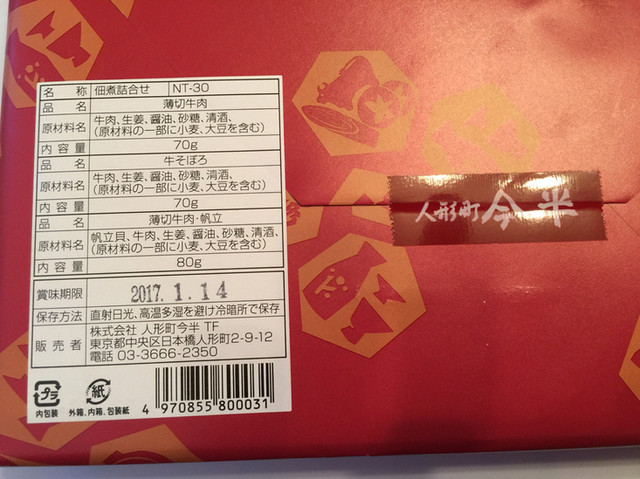 名 称 佃煮詰合せ NT-30
品 名 薄切牛肉
原材料名 牛肉、生姜、醤油、砂糖、清酒、
(原材料の一部に小麦、大豆を含む)
内 容 量 70g
品 名 牛そぼろ
原材料名 牛肉、生姜、醤油、砂糖、清酒、
(原材料の一部に小麦、大豆を含む)
内 容 量 70g
品 名 薄切牛肉・帆立
原材料名 帆立貝、牛肉、生姜、醤油、砂糖、清酒、
(原材料の一部に小麦、大豆を含む)
内 容 量 80g
賞味期限 2017.1.14
保存方法 直射日光、高温多湿を避け冷暗所で保存
販 売 者 株式会社 人形町今半 TF
東京都中央区日本橋人形町2-9-12
電話 03-3666-2350
プラ
内包装
紙
外箱、内箱、包装紙
4 970855 800031
人形町今半